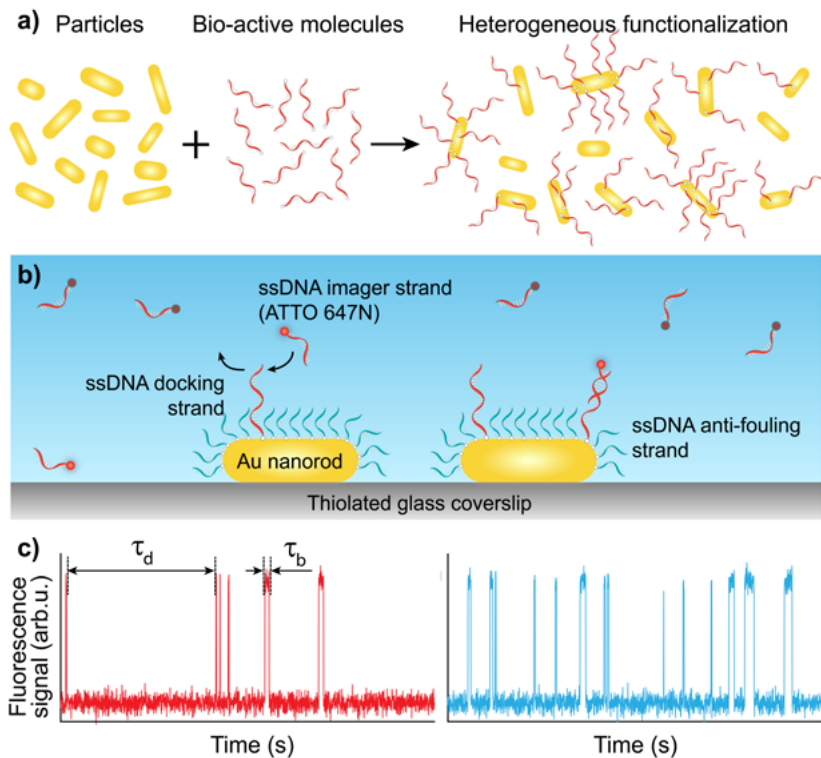 a) Particles Bio-active molecules Heterogeneous functionalization
+
b)
ssDNA imager strand
(ATTO 647N)
ssDNA docking
strand
ssDNA anti-fouling
strand
Au nanorod
Thiolated glass coverslip
c)
τd τb
Fluorescence
signal (arb.u.)
Time (s) Time (s)